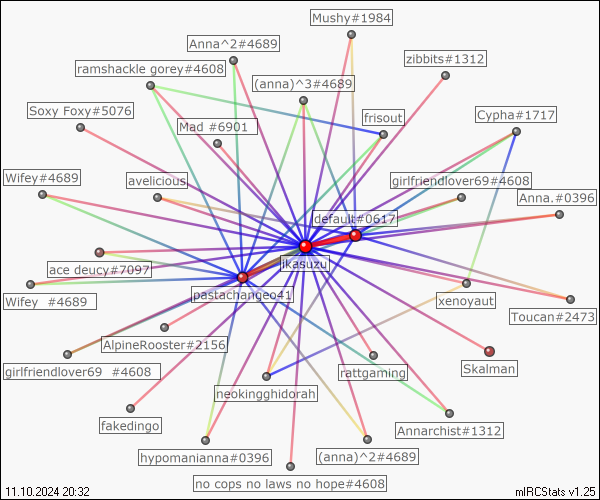 Mushy#1984
Anna^2#4689
zibbits#1312
ramshackle gorey#4608
(anna)^3#4689
Soxy Foxy#5076
frisout
Cypha#1717
Mad #6901
Wifey#4689
avelicious
girlfriendlover69#4608
Anna.#0396
default#0617
jkasuzu
ace deucy#7097
pastachangeo41
Wifey #4689
xenoyaut
Toucan#2473
AlpineRooster#2156
girlfriendlover69 #4608
rattgaming
Skalman
neokingghidorah
fakedingo
Annarchist#1312
hypomanianna#0396
(anna)^2#4689
no cops no laws no hope#4608
11.10.2024 20:32
mIRCStats v1.25